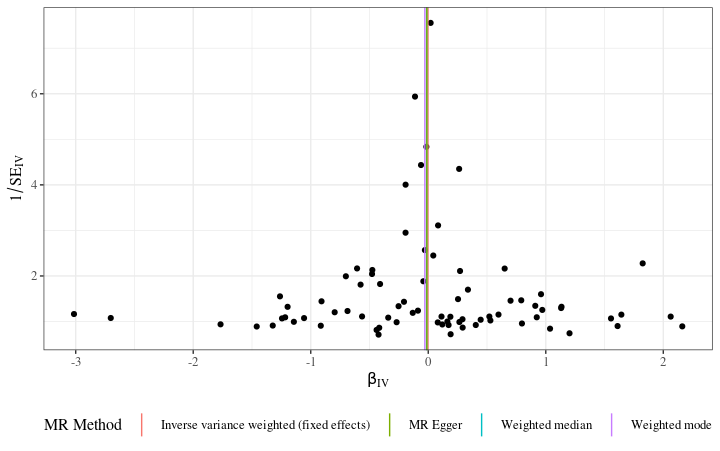 6
4
2
1/SE_IV
-3
-2
-1
0
1
2
β_IV
MR Method
Inverse variance weighted (fixed effects)
MR Egger
Weighted median
Weighted mode